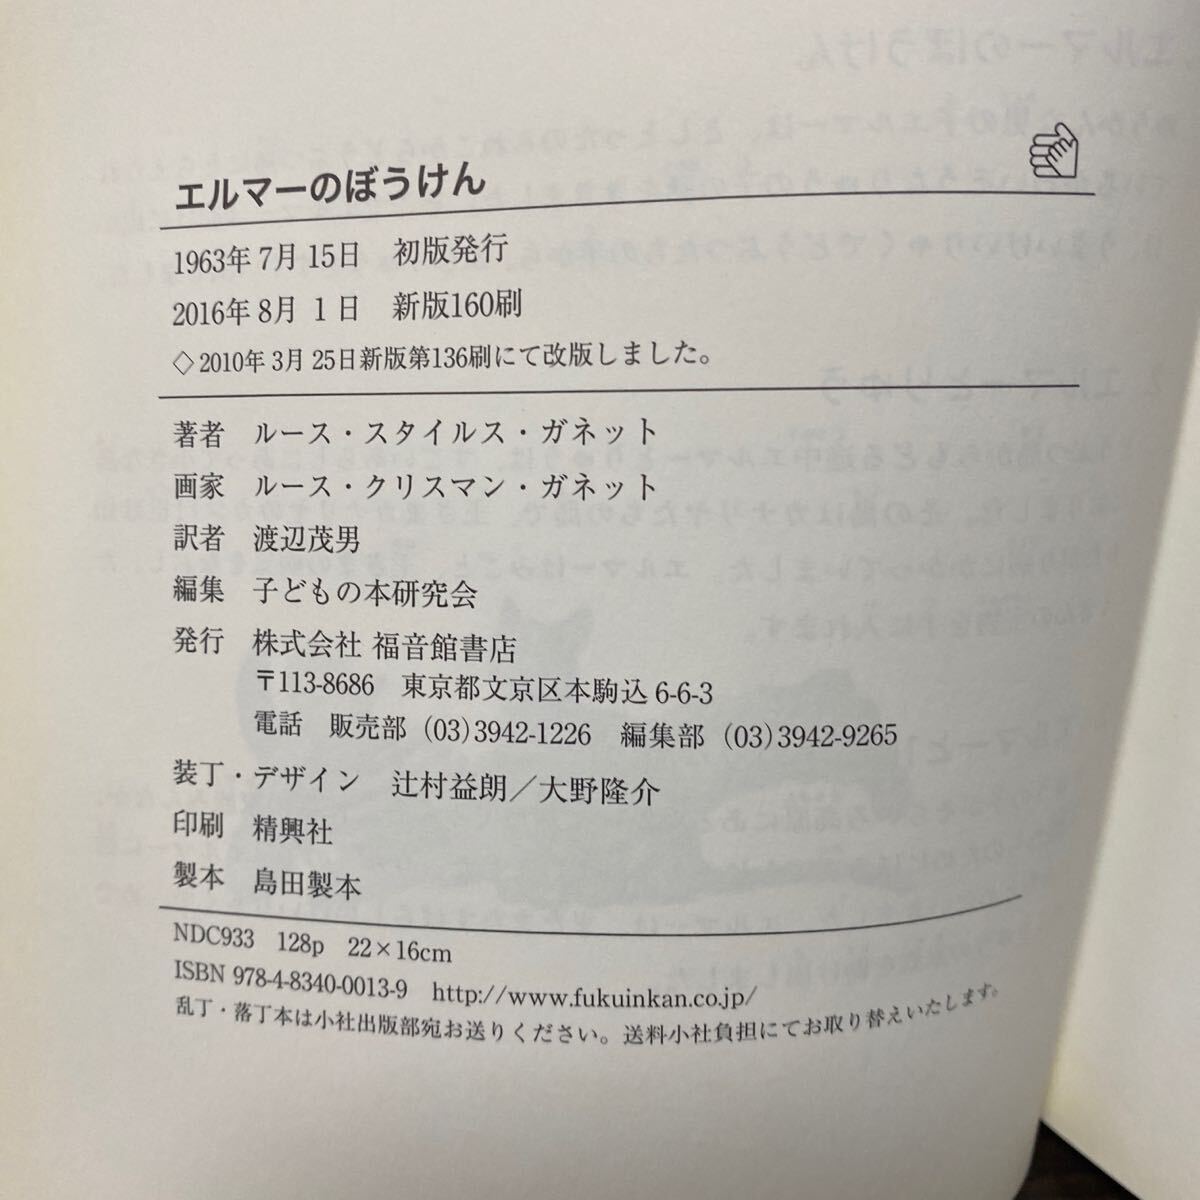 エルマーのぼうけん
1963年7月15日　初版発行
2016年8月 1 日　新版160刷
◇2010年3月25日新版第136刷にて改版しました。
著者　ルース・スタイルス・ガネット
画家　ルース・クリスマン・ガネット
訳者　渡辺茂男
編集　子どもの本研究会
発行　株式会社 福音館書店
〒113-8686　東京都文京区本駒込 6-6-3
電話　販売部 (03)3942-1226　編集部 (03)3942-9265
装丁・デザイン　辻村益朗／大野隆介
印刷　精興社
製本　島田製本
NDC933　128p　22×16cm
ISBN 978-4-8340-0013-9　http://www.fukuinkan.co.jp/
乱丁・落丁本は小社出版部宛お送りください。送料小社負担にてお取り替えいたします。